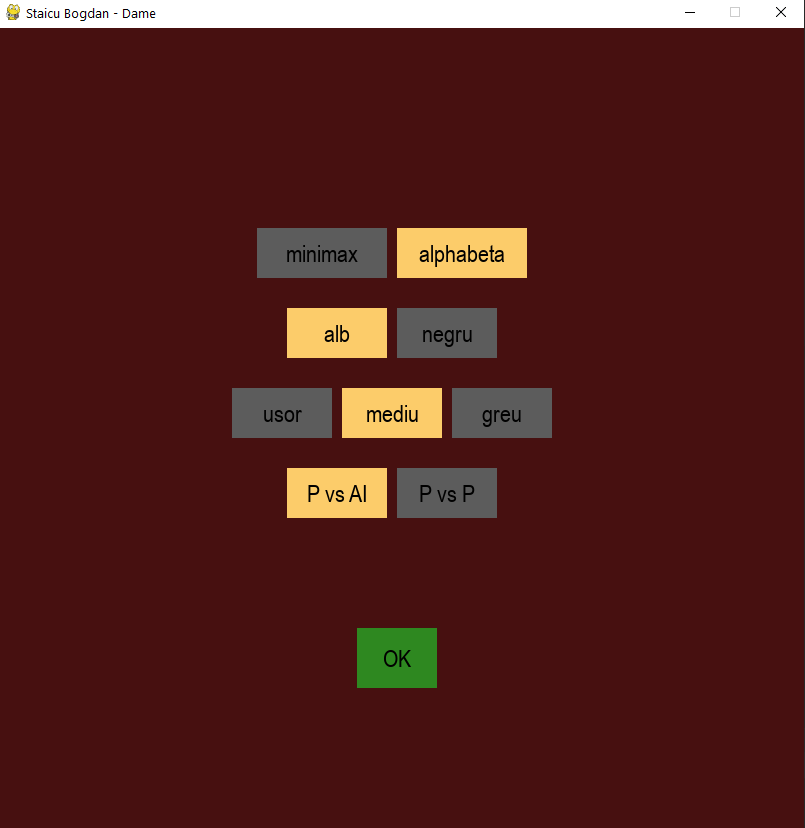 Staicu Bogdan - Dame
minimax alphabeta
alb negru
usor mediu greu
P vs AI P vs P
OK